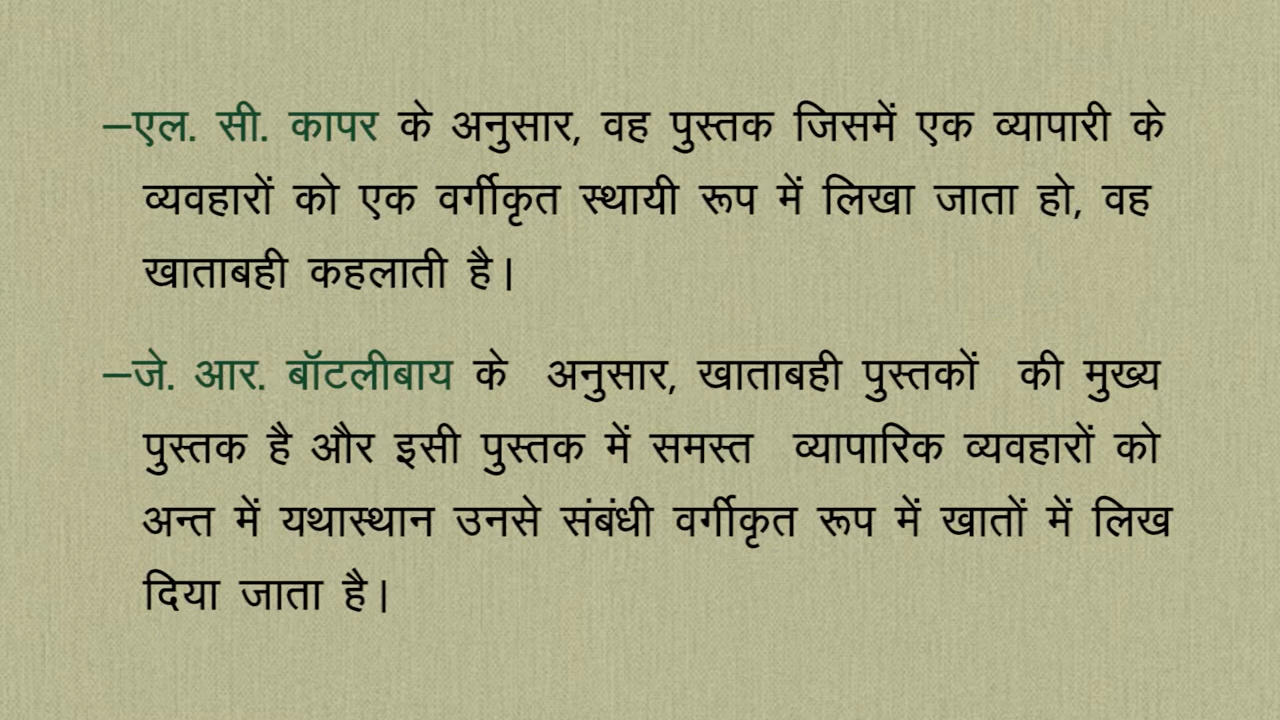 –एल. सी. कापर के अनुसार, वह पुस्तक जिसमें एक व्यापारी के
व्यवहारों को एक वर्गीकृत स्थायी रूप में लिखा जाता हो, वह
खाताबही कहलाती है।
–जे. आर. बॉटलीबाय के अनुसार, खाताबही पुस्तकों की मुख्य
पुस्तक है और इसी पुस्तक में समस्त व्यापारिक व्यवहारों को
अन्त में यथास्थान उनसे संबंधी वर्गीकृत रूप में खातों में लिख
दिया जाता है।